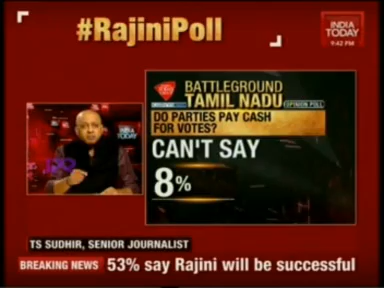 #RajiniPoll
INDIA
TODAY
9:42 PM
BATTLEGROUND
TAMIL NADU
OPINION POLL
DO PARTIES PAY CASH
FOR VOTES?
CAN'T SAY
8%
TS SUDHIR, SENIOR JOURNALIST
BREAKING NEWS 53% say Rajini will be successful